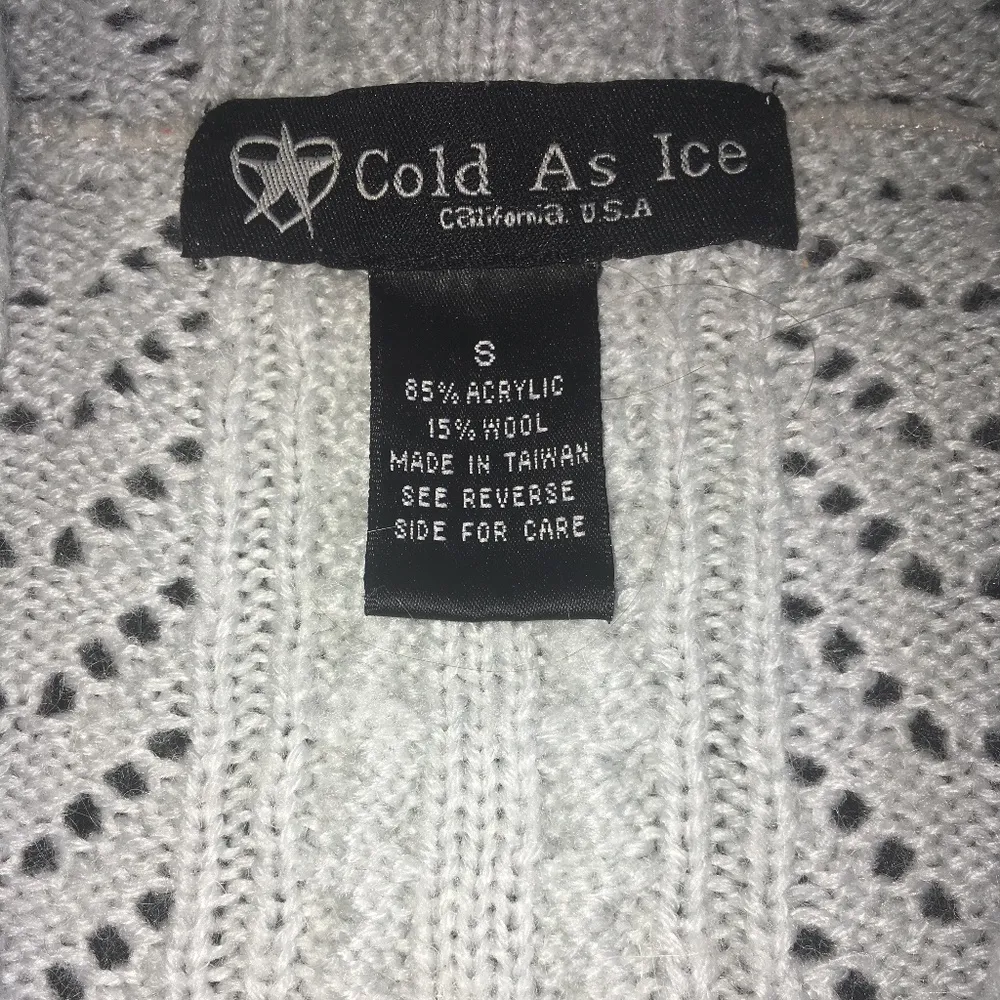 Cold As Ice
California. U.S.A
S
85% ACRYLIC
15% WOOL
MADE IN TAIWAN
SEE REVERSE
SIDE FOR CARE